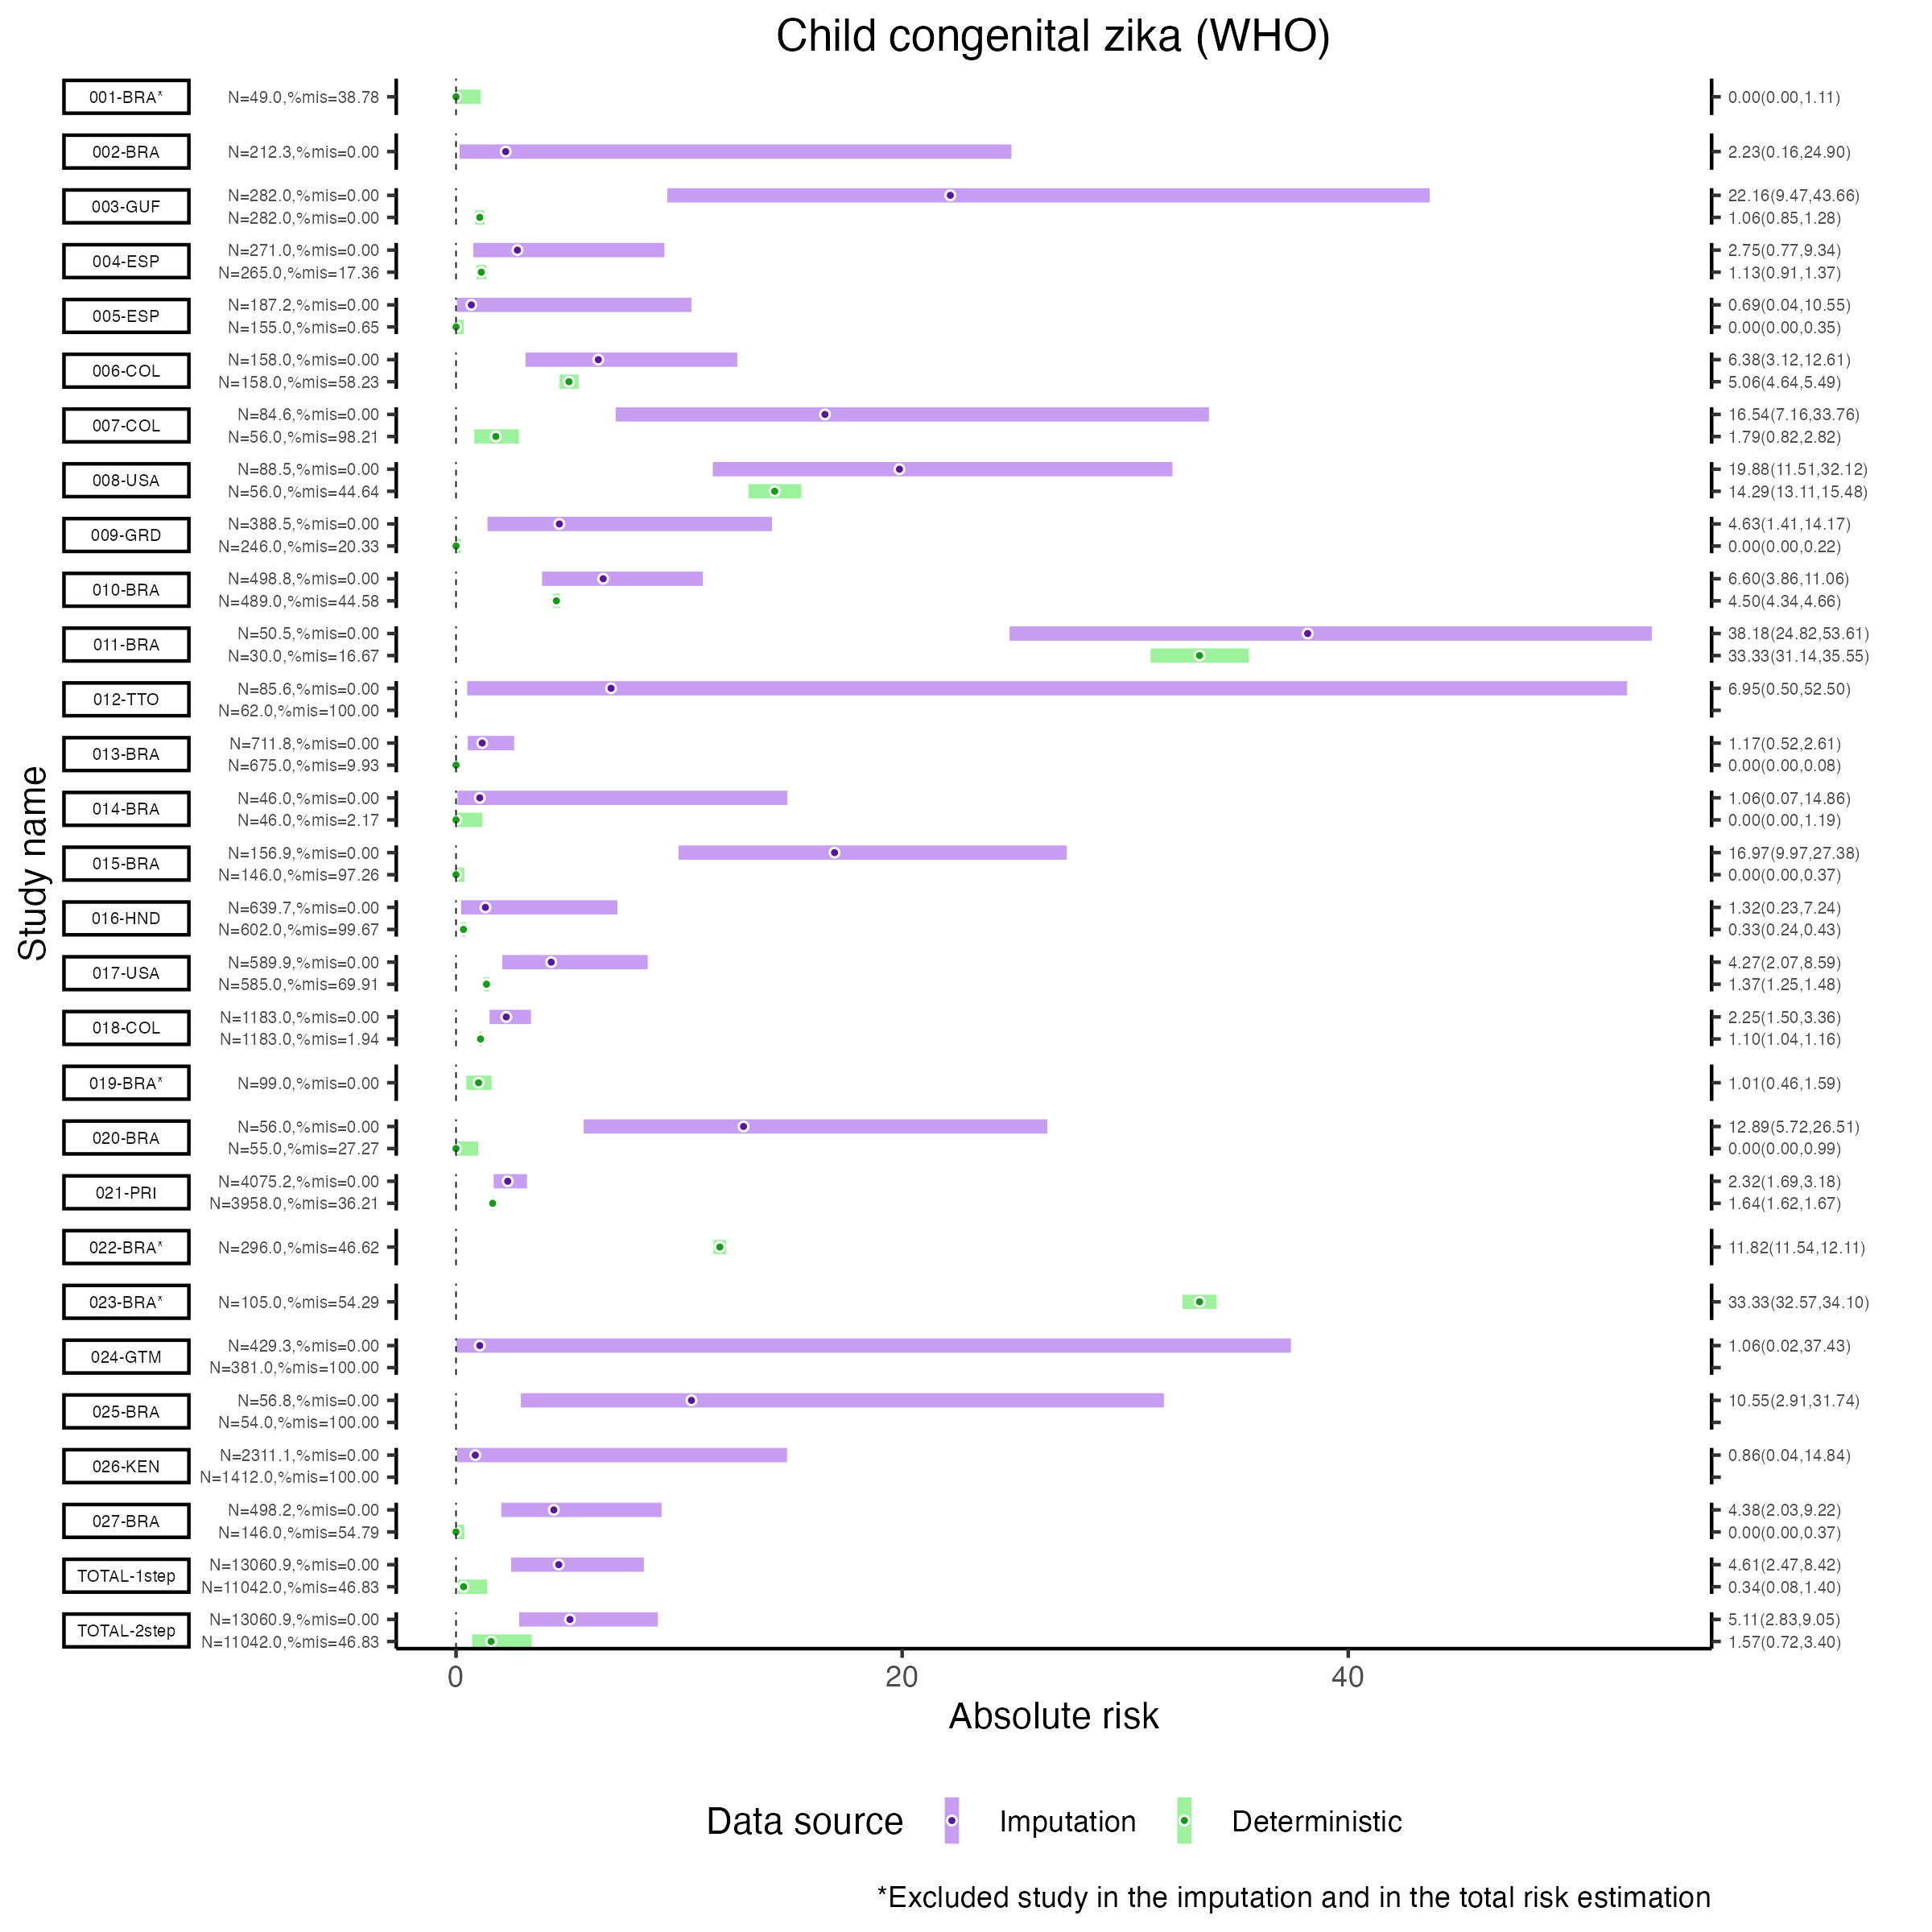 Child congenital zika (WHO)
001-BRA* N=49.0,%mis=38.78 0.00(0.00,1.11)
002-BRA N=212.3,%mis=0.00 2.23(0.16,24.90)
003-GUF
N=282.0,%mis=0.00 22.16(9.47,43.66)
N=282.0,%mis=0.00 1.06(0.85,1.28)
004-ESP
N=271.0,%mis=0.00 2.75(0.77,9.34)
N=265.0,%mis=17.36 1.13(0.91,1.37)
005-ESP
N=187.2,%mis=0.00 0.69(0.04,10.55)
N=155.0,%mis=0.65 0.00(0.00,0.35)
006-COL
N=158.0,%mis=0.00 6.38(3.12,12.61)
N=158.0,%mis=58.23 5.06(4.64,5.49)
007-COL
N=84.6,%mis=0.00 16.54(7.16,33.76)
N=56.0,%mis=98.21 1.79(0.82,2.82)
008-USA
N=88.5,%mis=0.00 19.88(11.51,32.12)
N=56.0,%mis=44.64 14.29(13.11,15.48)
009-GRD
N=388.5,%mis=0.00 4.63(1.41,14.17)
N=246.0,%mis=20.33 0.00(0.00,0.22)
010-BRA
N=498.8,%mis=0.00 6.60(3.86,11.06)
N=489.0,%mis=44.58 4.50(4.34,4.66)
011-BRA
N=50.5,%mis=0.00 38.18(24.82,53.61)
N=30.0,%mis=16.67 33.33(31.14,35.55)
012-TTO
N=85.6,%mis=0.00 6.95(0.50,52.50)
N=62.0,%mis=100.00
013-BRA
N=711.8,%mis=0.00 1.17(0.52,2.61)
N=675.0,%mis=9.93 0.00(0.00,0.08)
014-BRA
N=46.0,%mis=0.00 1.06(0.07,14.86)
N=46.0,%mis=2.17 0.00(0.00,1.19)
015-BRA
N=156.9,%mis=0.00 16.97(9.97,27.38)
N=146.0,%mis=97.26 0.00(0.00,0.37)
016-HND
N=639.7,%mis=0.00 1.32(0.23,7.24)
N=602.0,%mis=99.67 0.33(0.24,0.43)
017-USA
N=589.9,%mis=0.00 4.27(2.07,8.59)
N=585.0,%mis=69.91 1.37(1.25,1.48)
018-COL
N=1183.0,%mis=0.00 2.25(1.50,3.36)
N=1183.0,%mis=1.94 1.10(1.04,1.16)
019-BRA* N=99.0,%mis=0.00 1.01(0.46,1.59)
020-BRA
N=56.0,%mis=0.00 12.89(5.72,26.51)
N=55.0,%mis=27.27 0.00(0.00,0.99)
021-PRI
N=4075.2,%mis=0.00 2.32(1.69,3.18)
N=3958.0,%mis=36.21 1.64(1.62,1.67)
022-BRA* N=296.0,%mis=46.62 11.82(11.54,12.11)
023-BRA* N=105.0,%mis=54.29 33.33(32.57,34.10)
024-GTM
N=429.3,%mis=0.00 1.06(0.02,37.43)
N=381.0,%mis=100.00
025-BRA
N=56.8,%mis=0.00 10.55(2.91,31.74)
N=54.0,%mis=100.00
026-KEN
N=2311.1,%mis=0.00 0.86(0.04,14.84)
N=1412.0,%mis=100.00
027-BRA
N=498.2,%mis=0.00 4.38(2.03,9.22)
N=146.0,%mis=54.79 0.00(0.00,0.37)
TOTAL-1step
N=13060.9,%mis=0.00 4.61(2.47,8.42)
N=11042.0,%mis=46.83 0.34(0.08,1.40)
TOTAL-2step
N=13060.9,%mis=0.00 5.11(2.83,9.05)
N=11042.0,%mis=46.83 1.57(0.72,3.40)
Study name
0 20 40
Absolute risk
Data source Imputation Deterministic
*Excluded study in the imputation and in the total risk estimation